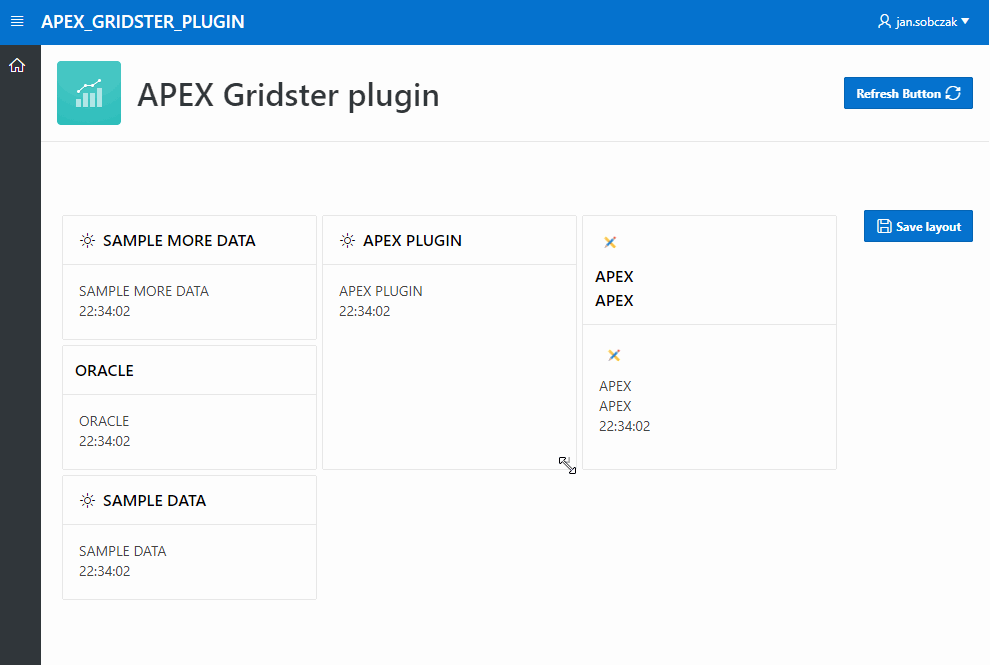 APEX_GRIDSTER_PLUGIN
jan.sobczak
APEX Gridster plugin
Refresh Button
Save layout
SAMPLE MORE DATA
SAMPLE MORE DATA
22:34:02
APEX PLUGIN
APEX PLUGIN
22:34:02
APEX
APEX
APEX
APEX
22:34:02
ORACLE
ORACLE
22:34:02
SAMPLE DATA
SAMPLE DATA
22:34:02